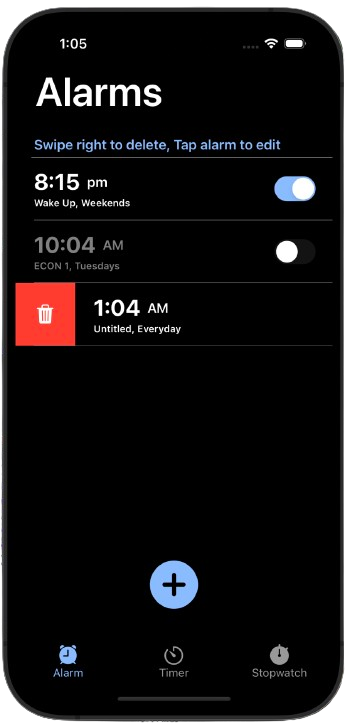 1:05
Alarms
Swipe right to delete, Tap alarm to edit
8:15 pm
Wake Up, Weekends
10:04 AM
ECON 1, Tuesdays
1:04 AM
Untitled, Everyday
Alarm
Timer
Stopwatch